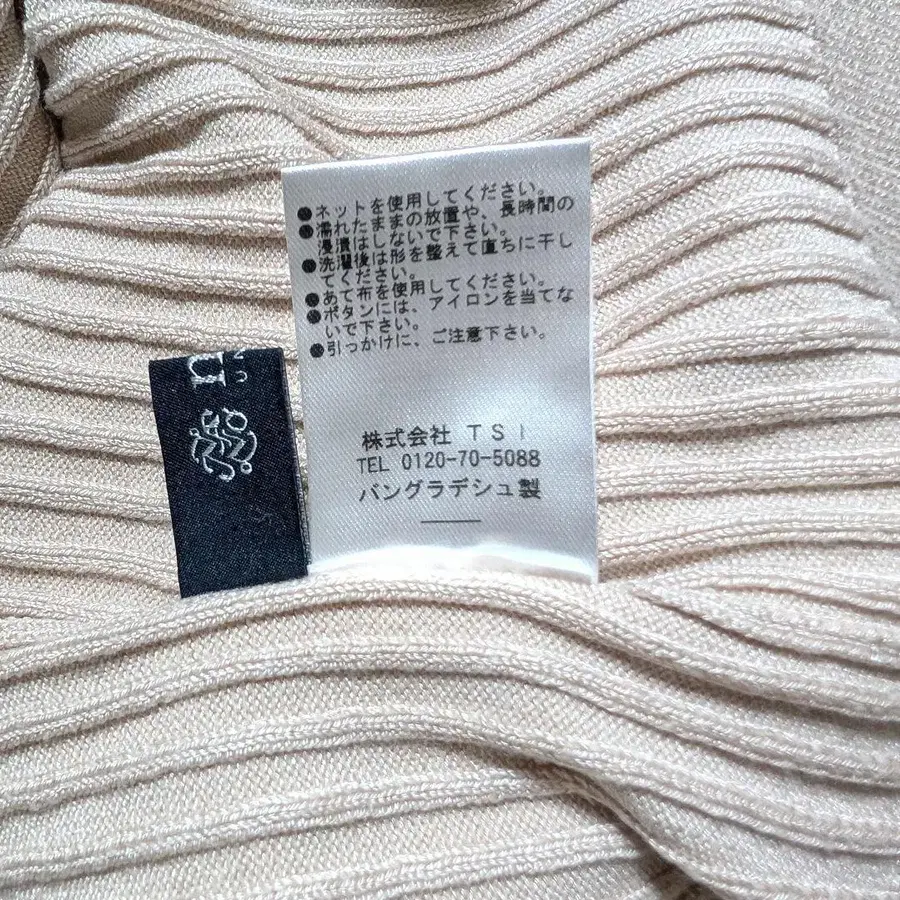 ●ネットを使用してください。
●濡れたままの放置や、長時間の
浸漬はしないで下さい。
●洗濯後は形を整えて直ちに干し
てください。
●あて布を使用してください。
●ボタンには、アイロンを当てな
いで下さい。
●引っかけに、ご注意下さい。
株式会社 TSI
TEL 0120-70-5088
バングラデシュ製